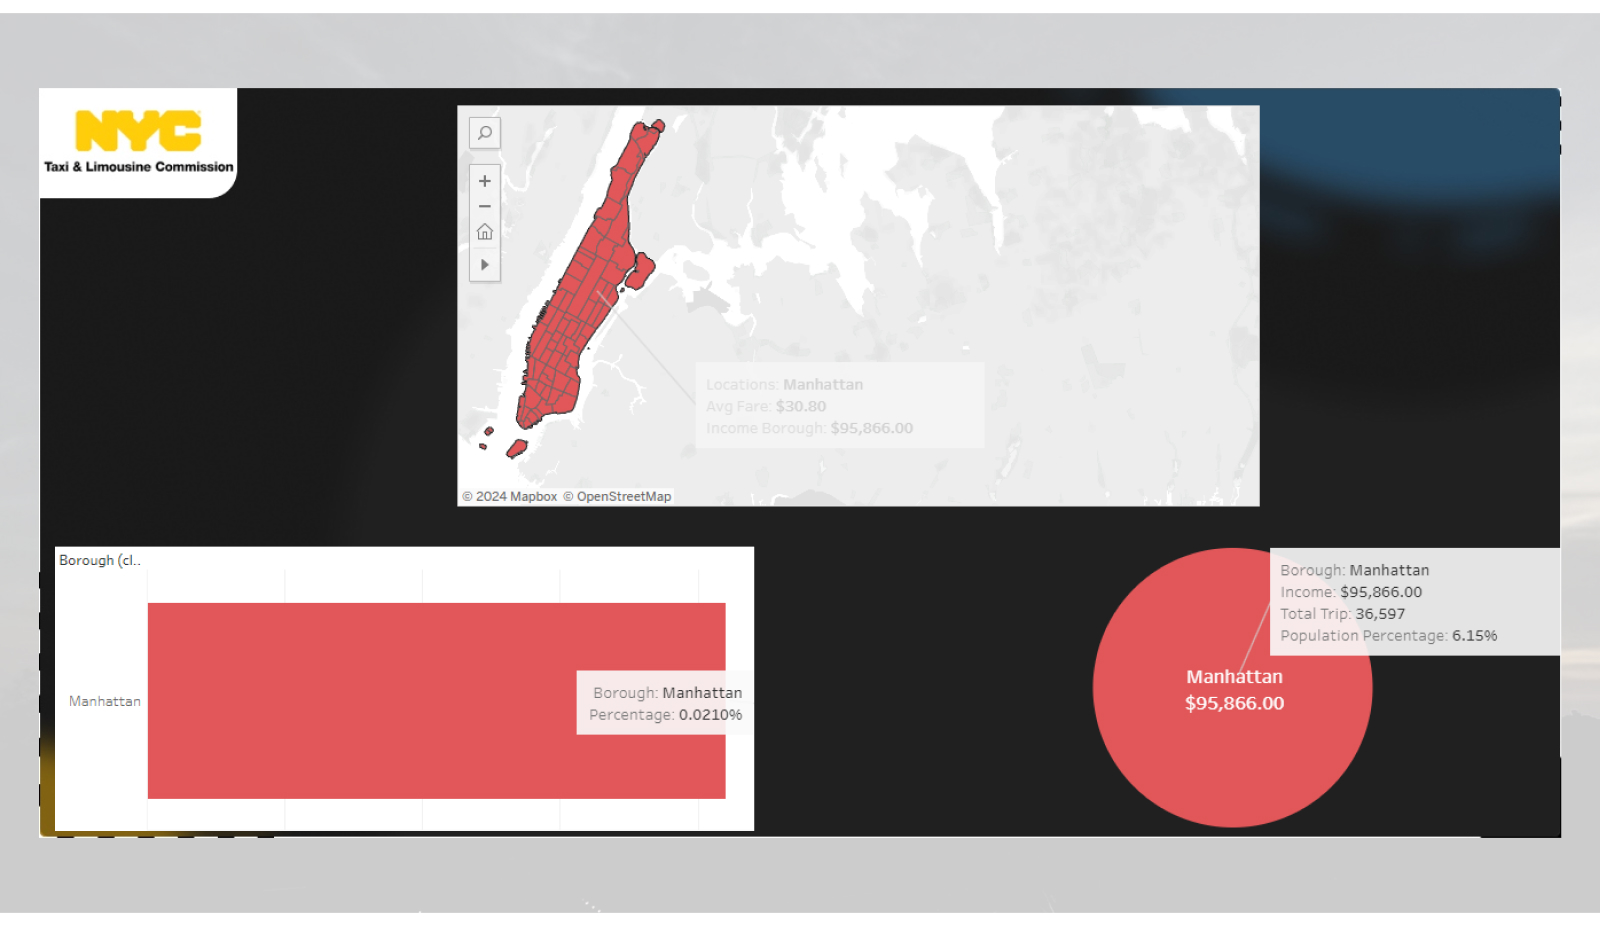 NYC
Taxi & Limousine Commission
Locations: Manhattan
Avg Fare: $30.80
Income Borough: $95,866.00
© 2024 Mapbox © OpenStreetMap
Borough (cl..
Manhattan
Borough: Manhattan
Percentage: 0.0210%
Borough: Manhattan
Income: $95,866.00
Total Trip: 36,597
Population Percentage: 6.15%
Manhattan
$95,866.00